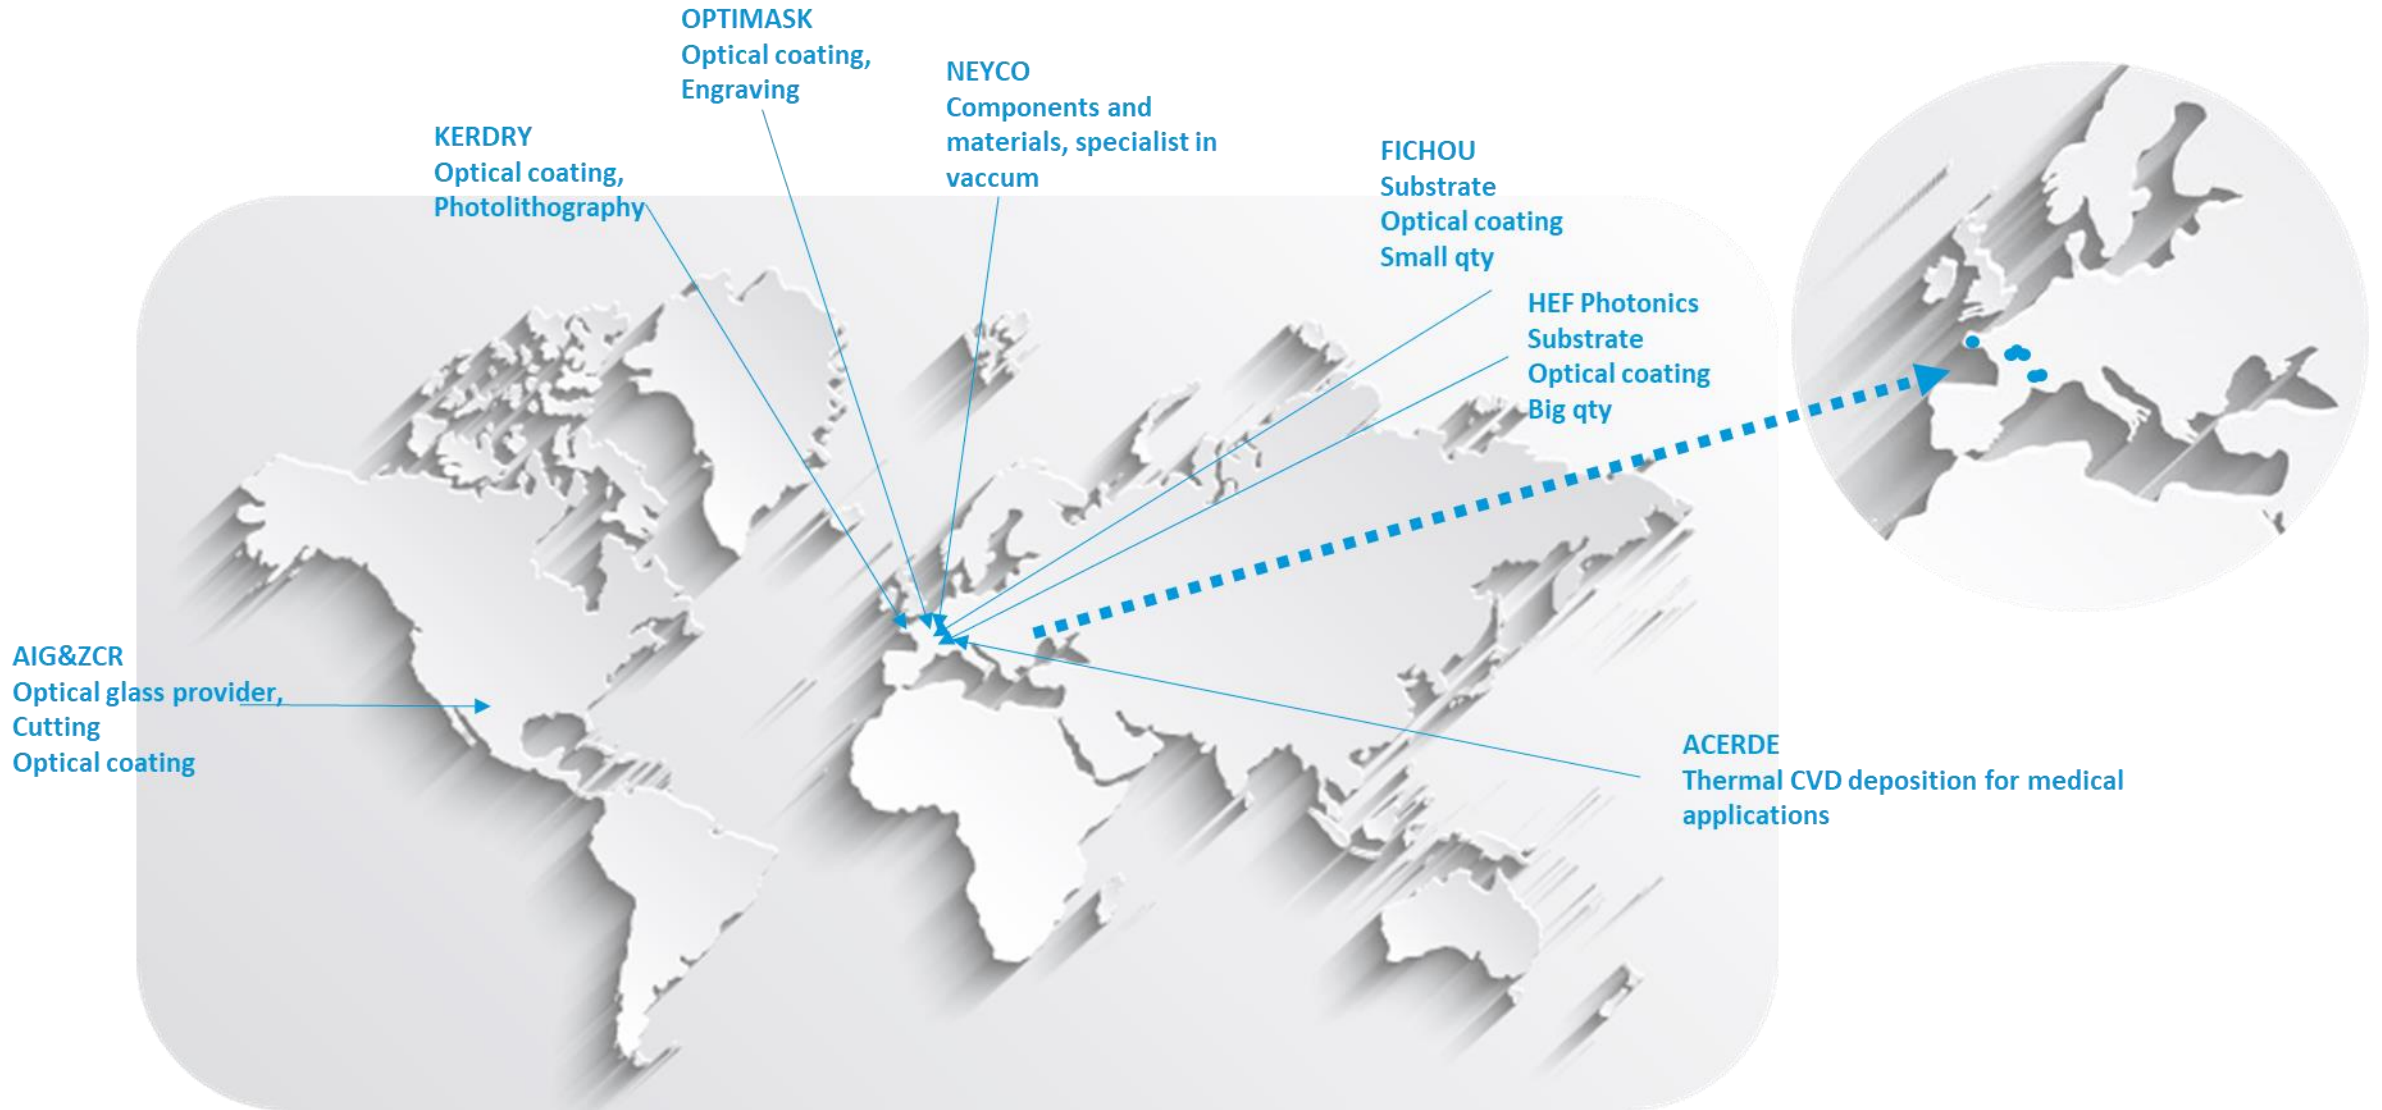 OPTIMASK
Optical coating,
Engraving
NEYCO
Components and
materials, specialist in
vaccum
KERDRY
Optical coating,
Photolithography
FICHOU
Substrate
Optical coating
Small qty
HEF Photonics
Substrate
Optical coating
Big qty
AIG&ZCR
Optical glass provider,
Cutting
Optical coating
ACERDE
Thermal CVD deposition for medical
applications